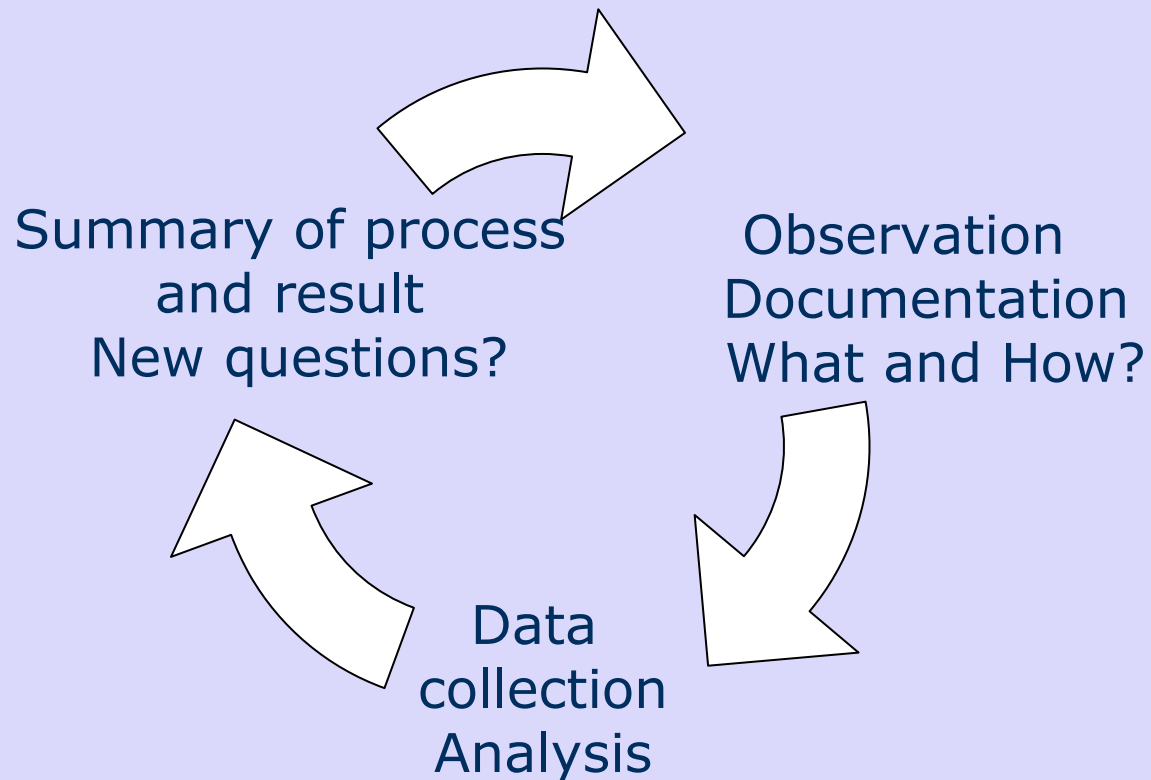 Summary of process
and result
New questions?
Observation
Documentation
What and How?
Data
collection
Analysis